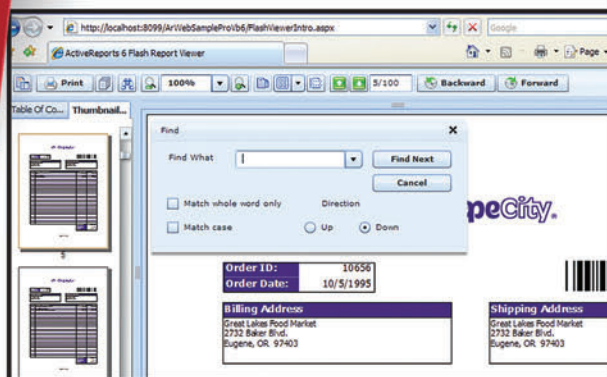 http://localhost:8099/ArWebSampleProVb6/FlashViewerIntro.aspx
Google
ActiveReports 6 Flash Report Viewer
Page
Print
100%
5/100
Backward
Forward
Table Of Co...
Thumbnail...
Find
Find What
Find Next
Cancel
Match whole word only
Direction
Match case
Up
Down
peCity.
5
Order ID: 10656
Order Date: 10/5/1995
Billing Address
Shipping Address
Great Lakes Food Market
2732 Baker Blvd.
Eugene, OR 97403
Great Lakes Food Market
2732 Baker Blvd.
Eugene, OR 97403